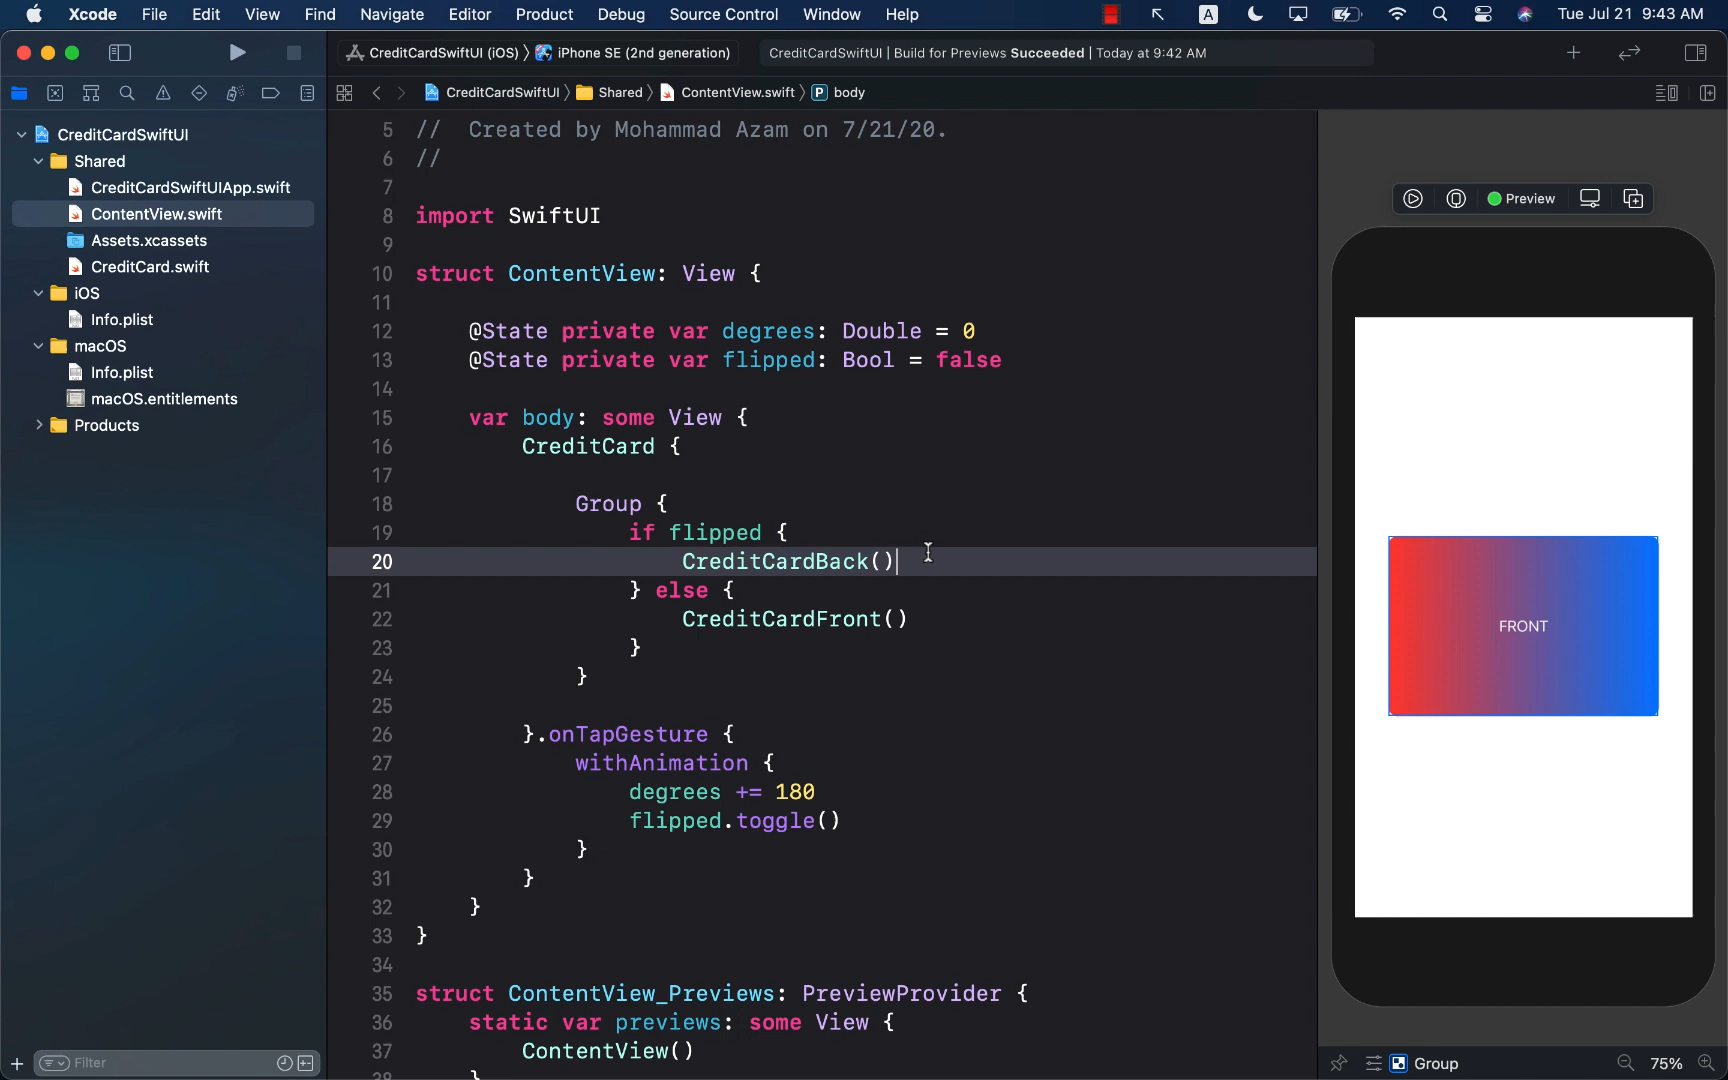 Xcode File Edit View Find Navigate Editor Product Debug Source Control Window Help A Tue Jul 21 9:43 AM
CreditCardSwiftUI (iOS) iPhone SE (2nd generation) CreditCardSwiftUI | Build for Previews Succeeded | Today at 9:42 AM
CreditCardSwiftUI Shared ContentView.swift P body
CreditCardSwiftUI
Shared
CreditCardSwiftUIApp.swift
ContentView.swift
Assets.xcassets
CreditCard.swift
iOS
Info.plist
macOS
Info.plist
macOS.entitlements
Products
Filter
5 // Created by Mohammad Azam on 7/21/20.
6 //
7
8 import SwiftUI
9
10 struct ContentView: View {
11
12 @State private var degrees: Double = 0
13 @State private var flipped: Bool = false
14
15 var body: some View {
16 CreditCard {
17
18 Group {
19 if flipped {
20 CreditCardBack()
21 } else {
22 CreditCardFront()
23 }
24 }
25
26 }.onTapGesture {
27 withAnimation {
28 degrees += 180
29 flipped.toggle()
30 }
31 }
32 }
33 }
34
35 struct ContentView_Previews: PreviewProvider {
36 static var previews: some View {
37 ContentView()
38 }
Preview
FRONT
Group 75%